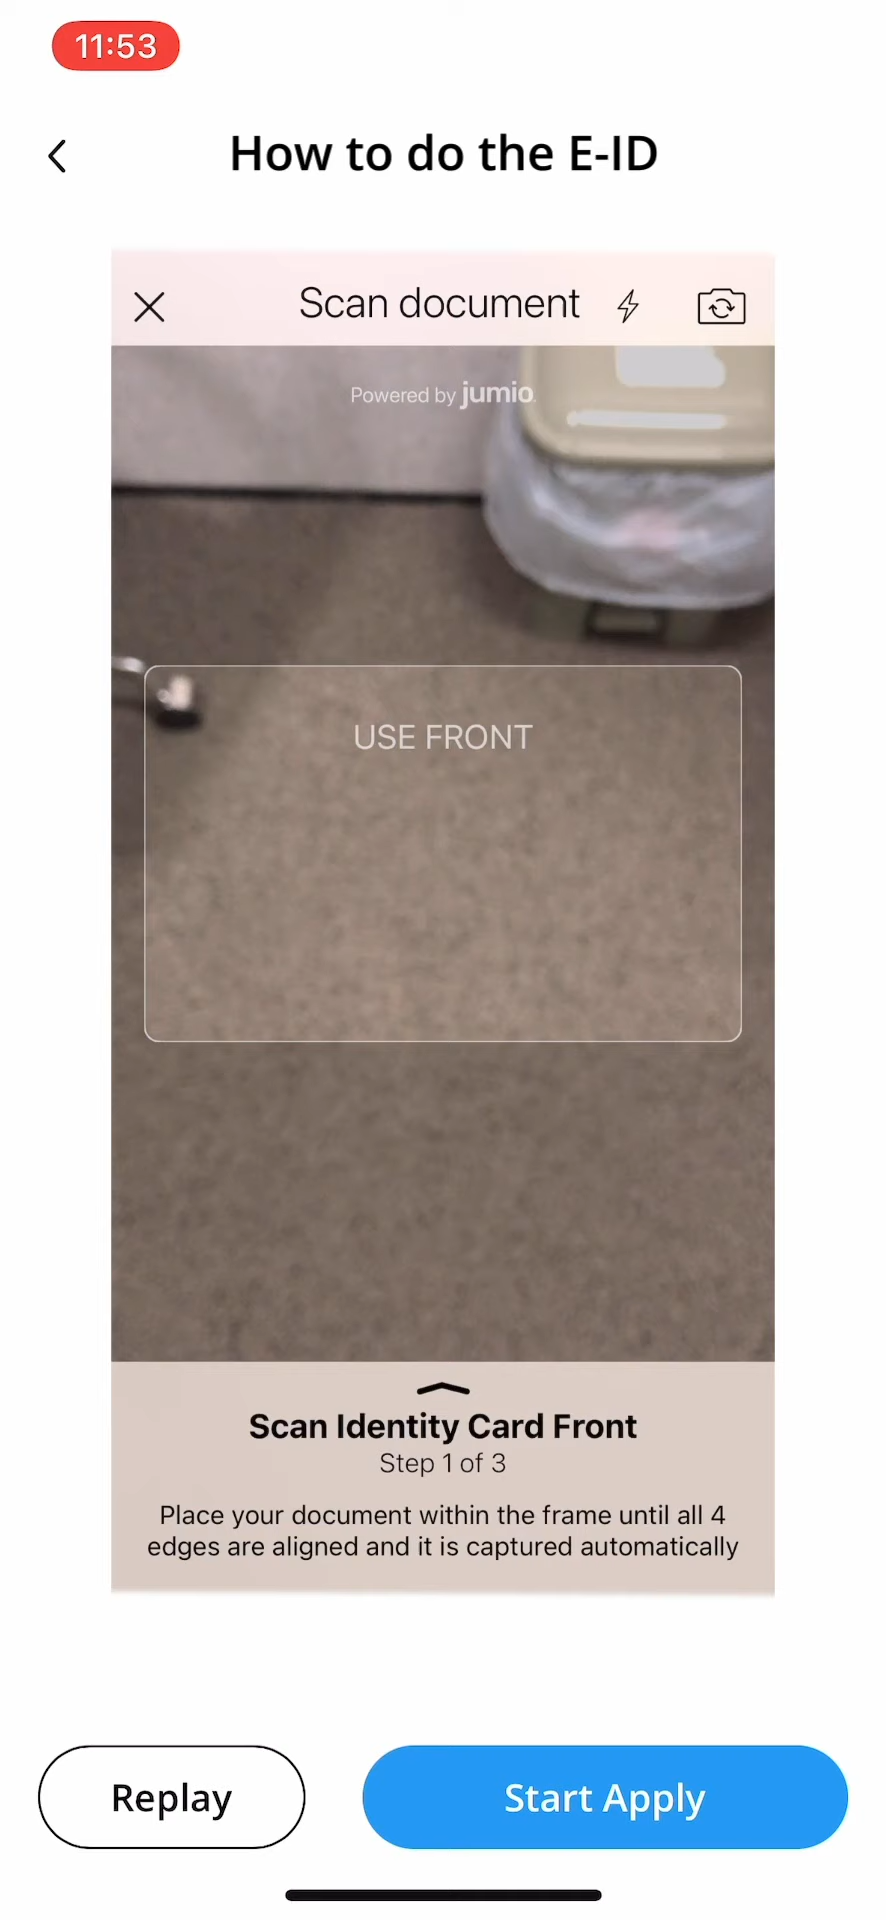 11:53
How to do the E-ID
Scan document
Powered by jumio.
USE FRONT
Scan Identity Card Front
Step 1 of 3
Place your document within the frame until all 4
edges are aligned and it is captured automatically
Replay
Start Apply